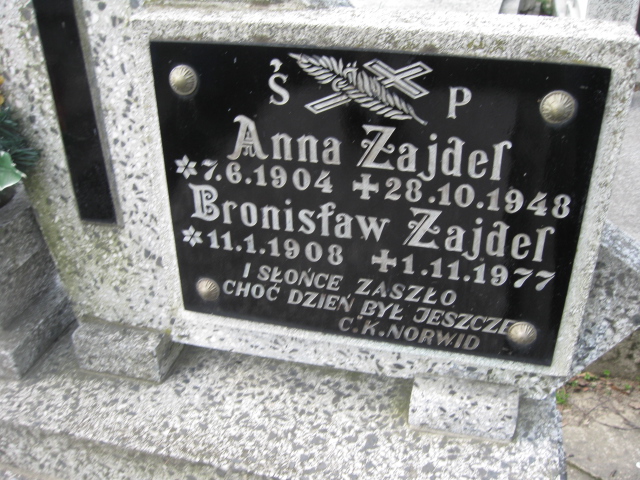 Ś P
Anna Zajdel
*7.6.1904 +28.10.1948
Bronisław Zajdel
*11.1.1908 +1.11.1977
I SŁOŃCE ZASZŁO
CHOĆ DZIEŃ BYŁ JESZCZE
C.K.NORWID